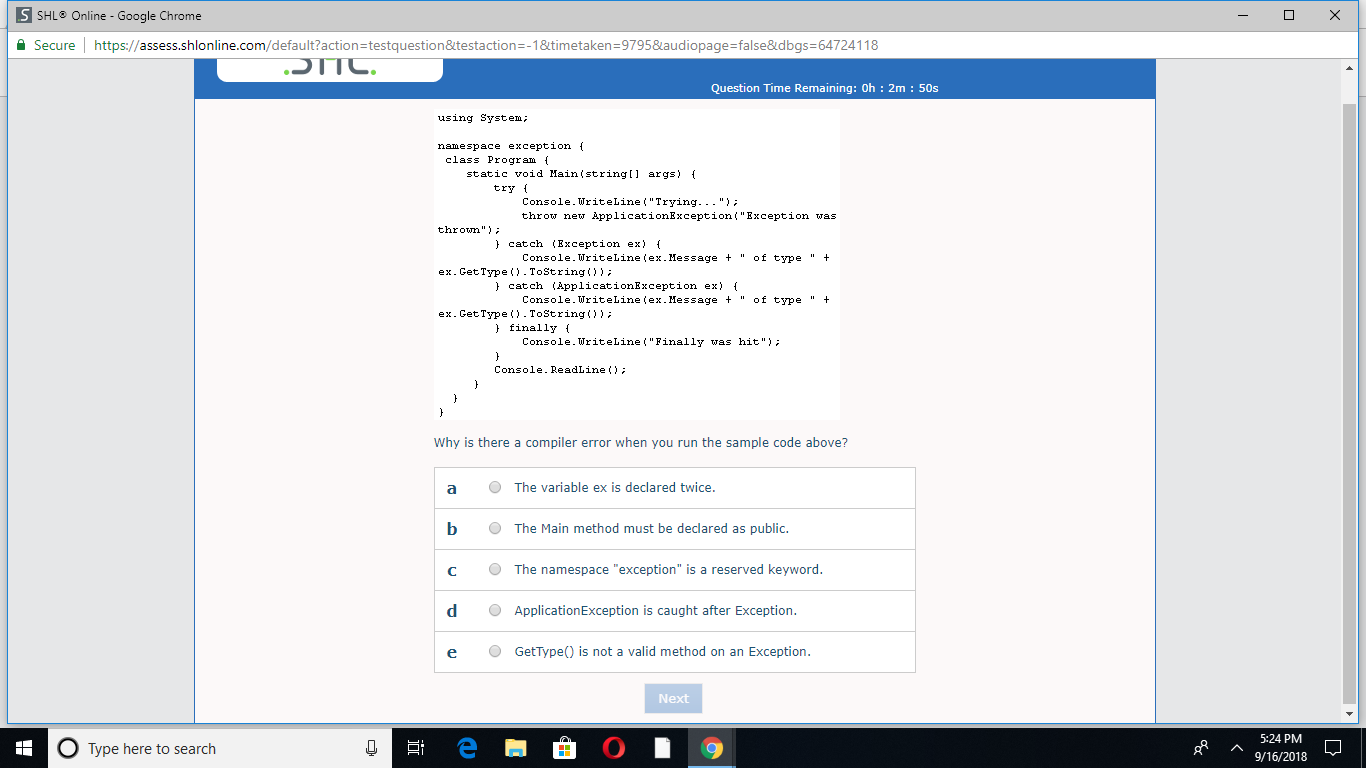 SHL® Online - Google Chrome
Secure https://assess.shlonline.com/default?action=testquestion&testaction=-1&timetaken=9795&audiopage=false&dbgs=64724118
.SHL.
Question Time Remaining: 0h : 2m : 50s
using System;
namespace exception {
class Program {
static void Main(string[] args) {
try {
Console.WriteLine("Trying...");
throw new ApplicationException("Exception was
thrown");
} catch (Exception ex) {
Console.WriteLine(ex.Message + " of type " +
ex.GetType().ToString());
} catch (ApplicationException ex) {
Console.WriteLine(ex.Message + " of type " +
ex.GetType().ToString());
} finally {
Console.WriteLine("Finally was hit");
}
Console.ReadLine();
}
}
}
Why is there a compiler error when you run the sample code above?
a The variable ex is declared twice.
b The Main method must be declared as public.
c The namespace "exception" is a reserved keyword.
d ApplicationException is caught after Exception.
e GetType() is not a valid method on an Exception.
Next
Type here to search
5:24 PM
9/16/2018